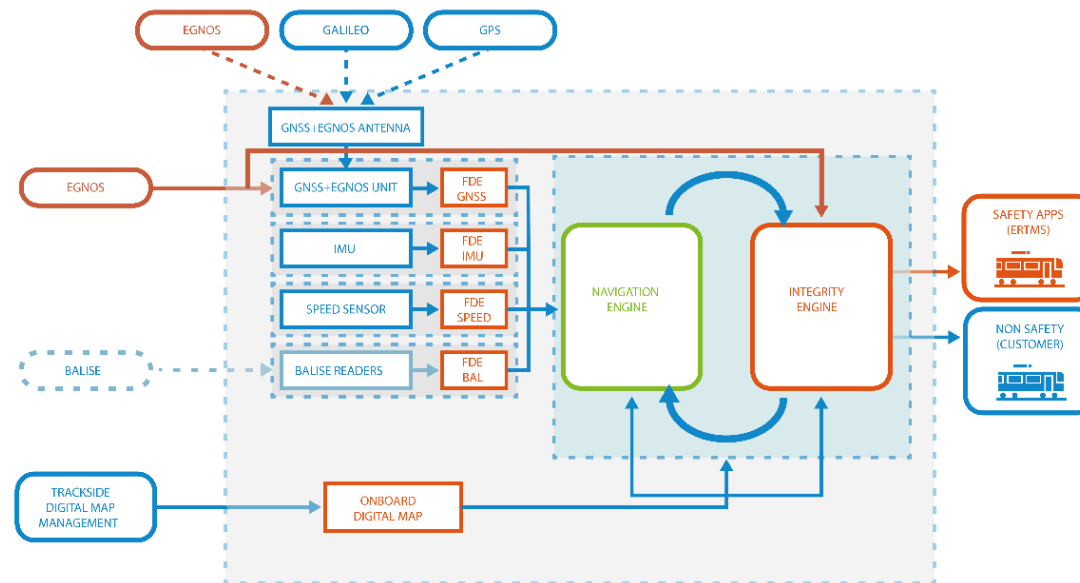 EGNOS
GALILEO
GPS
GNSS+EGNOS ANTENNA
EGNOS
GNSS+EGNOS UNIT
FDE
GNSS
IMU
FDE
IMU
SPEED SENSOR
FDE
SPEED
BALISE
BALISE READERS
FDE
BAL
NAVIGATION
ENGINE
INTEGRITY
ENGINE
SAFETY APPS
(ERTMS)
NON SAFETY
(CUSTOMER)
TRACKSIDE
DIGITAL MAP
MANAGEMENT
ONBOARD
DIGITAL MAP